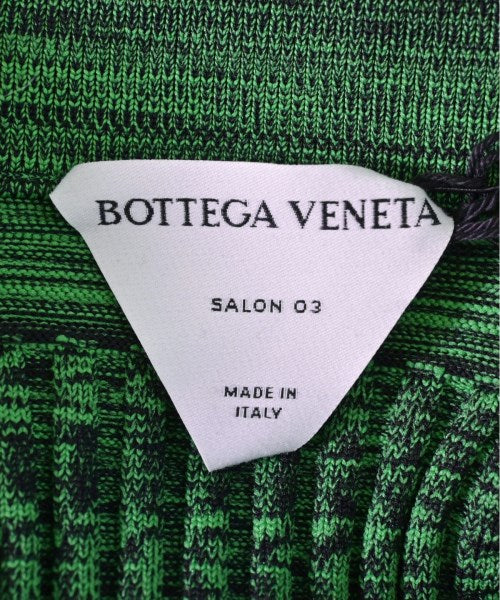 BOTTEGA VENETA
SALON 03
MADE IN
ITALY